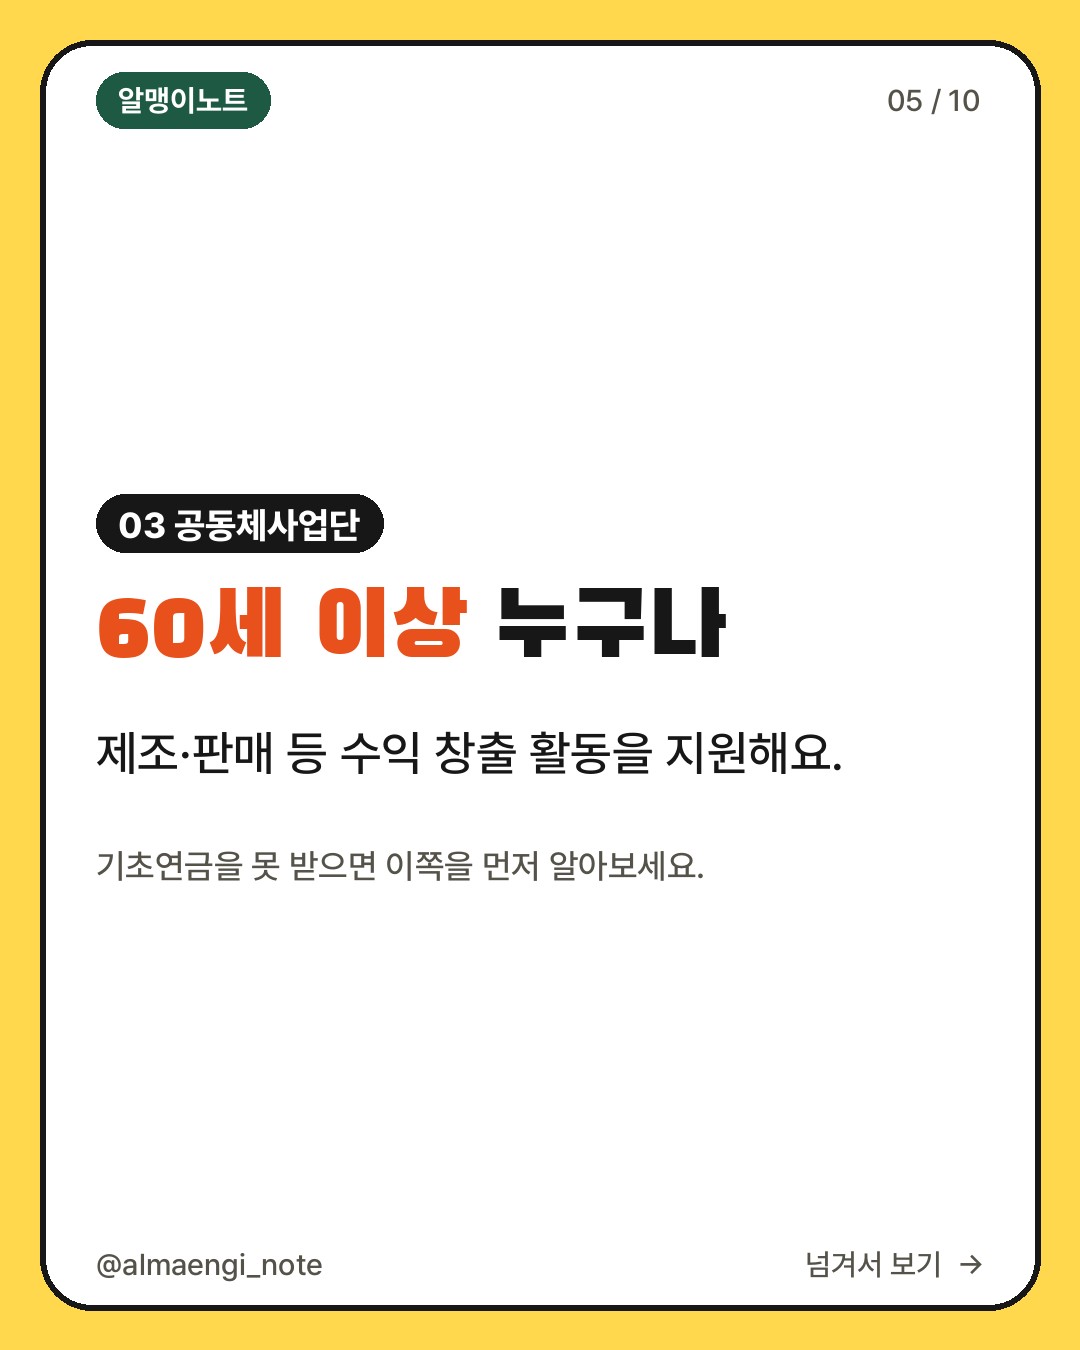 알맹이노트
05 / 10
03 공동체사업단
60세 이상 누구나
제조·판매 등 수익 창출 활동을 지원해요.
기초연금을 못 받으면 이쪽을 먼저 알아보세요.
@almaengi_note
넘겨서 보기 →